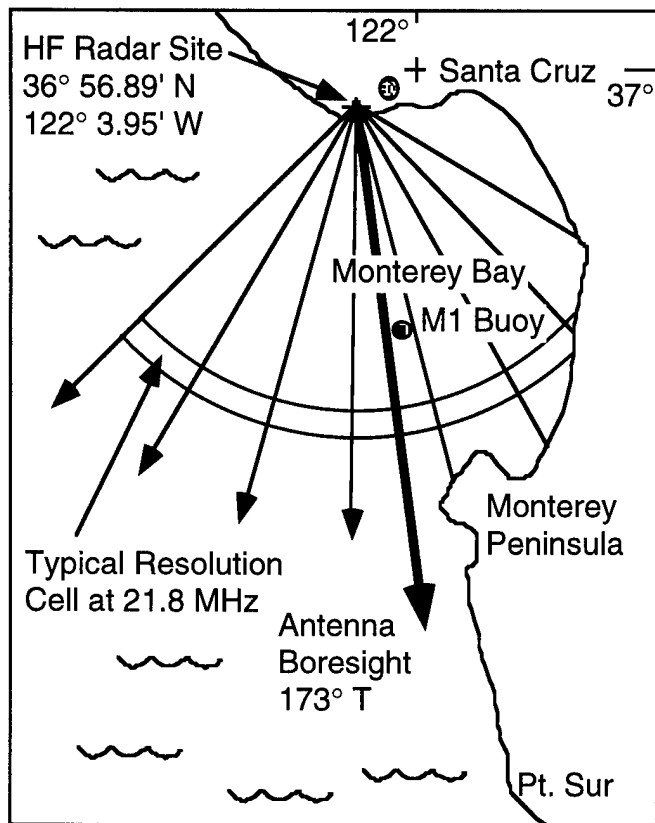 122°
HF Radar Site
36° 56.89' N
122° 3.95' W
Santa Cruz
37°
Monterey Bay
M1 Buoy
Monterey
Peninsula
Typical Resolution
Cell at 21.8 MHz
Antenna
Boresight
173° T
Pt. Sur